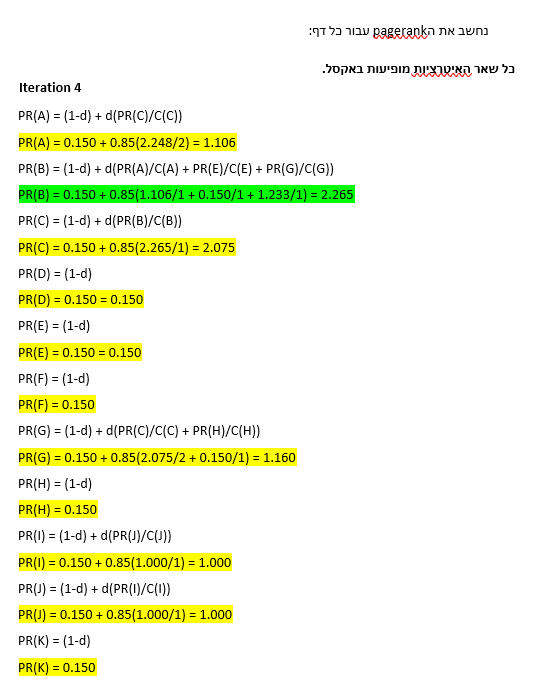 נחשב את הpagerank עבור כל דף:
כל שאר האיטרציות מופיעות באקסל.
Iteration 4
PR(A) = (1-d) + d(PR(C)/C(C))
PR(A) = 0.150 + 0.85(2.248/2) = 1.106
PR(B) = (1-d) + d(PR(A)/C(A) + PR(E)/C(E) + PR(G)/C(G))
PR(B) = 0.150 + 0.85(1.106/1 + 0.150/1 + 1.233/1) = 2.265
PR(C) = (1-d) + d(PR(B)/C(B))
PR(C) = 0.150 + 0.85(2.265/1) = 2.075
PR(D) = (1-d)
PR(D) = 0.150 = 0.150
PR(E) = (1-d)
PR(E) = 0.150 = 0.150
PR(F) = (1-d)
PR(F) = 0.150
PR(G) = (1-d) + d(PR(C)/C(C) + PR(H)/C(H))
PR(G) = 0.150 + 0.85(2.075/2 + 0.150/1) = 1.160
PR(H) = (1-d)
PR(H) = 0.150
PR(I) = (1-d) + d(PR(J)/C(J))
PR(I) = 0.150 + 0.85(1.000/1) = 1.000
PR(J) = (1-d) + d(PR(I)/C(I))
PR(J) = 0.150 + 0.85(1.000/1) = 1.000
PR(K) = (1-d)
PR(K) = 0.150